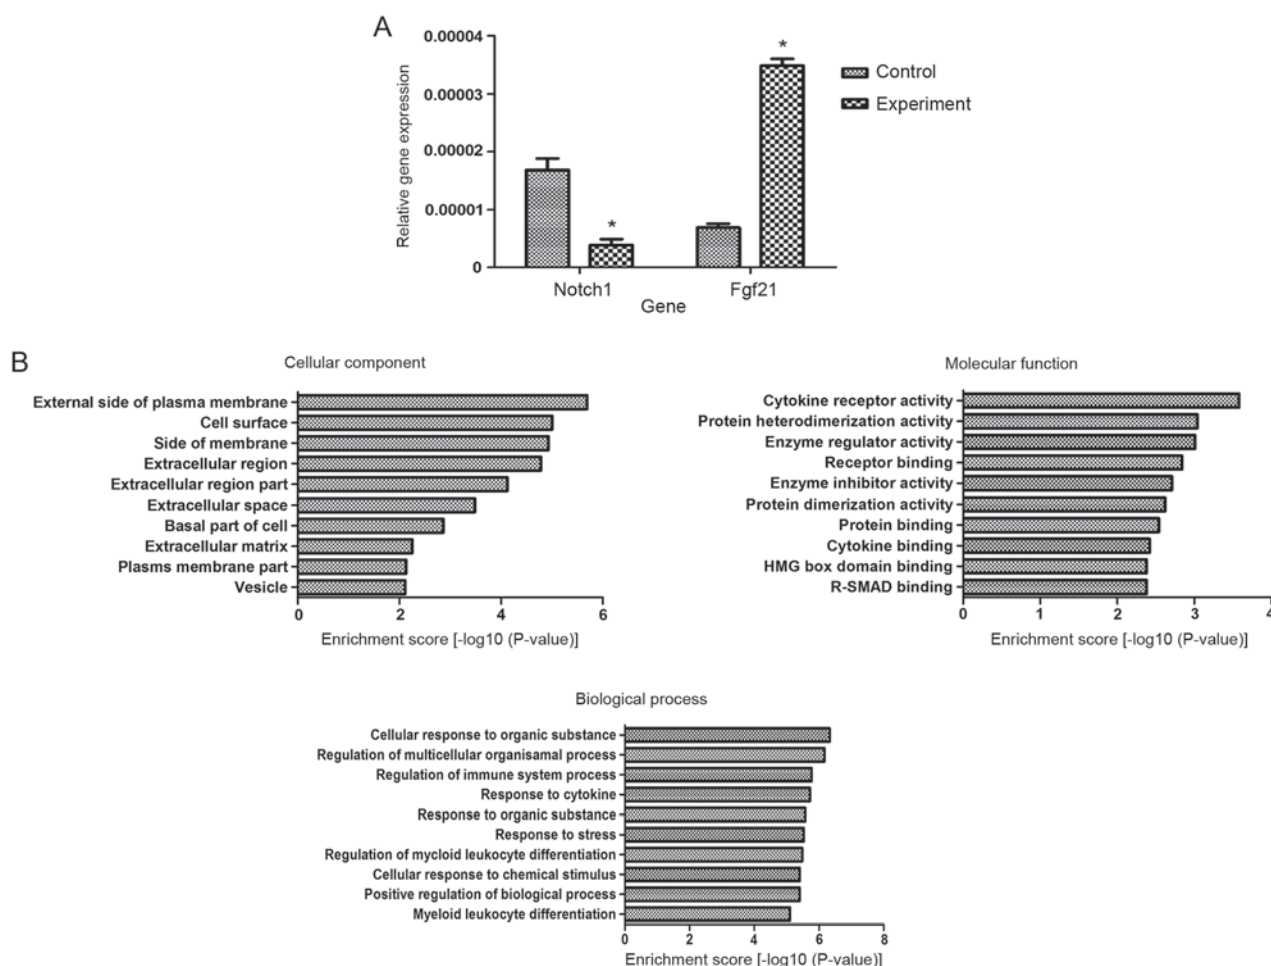 A
0.00004
0.00003
0.00002
0.00001
0
Relative gene expression
*
*
Notch1
Fgf21
Gene
Control
Experiment
B
Cellular component
External side of plasma membrane
Cell surface
Side of membrane
Extracellular region
Extracellular region part
Extracellular space
Basal part of cell
Extracellular matrix
Plasms membrane part
Vesicle
0 2 4 6
Enrichment score [-log10 (P-value)]
Molecular function
Cytokine receptor activity
Protein heterodimerization activity
Enzyme regulator activity
Receptor binding
Enzyme inhibitor activity
Protein dimerization activity
Protein binding
Cytokine binding
HMG box domain binding
R-SMAD binding
0 1 2 3 4
Enrichment score [-log10 (P-value)]
Biological process
Cellular response to organic substance
Regulation of multicellular organisamal process
Regulation of immune system process
Response to cytokine
Response to organic substance
Response to stress
Regulation of mycloid leukocyte differentiation
Cellular response to chemical stimulus
Positive regulation of biological process
Myeloid leukocyte differentiation
0 2 4 6 8
Enrichment score [-log10 (P-value)]